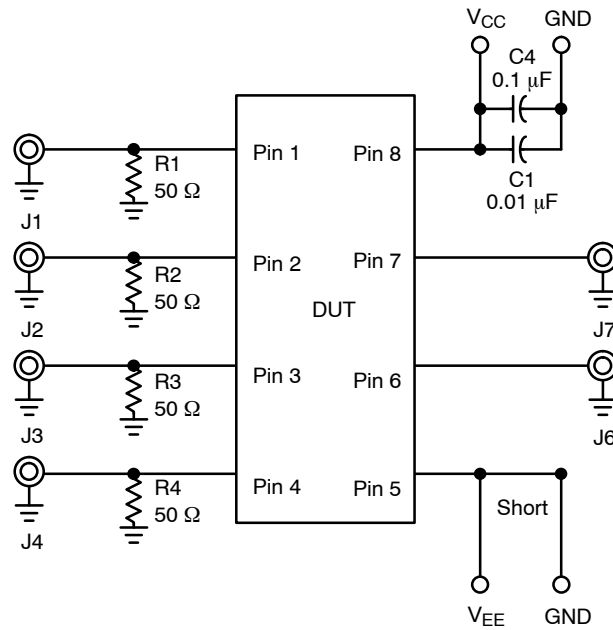 VCC GND
C4
0.1 μF
C1
0.01 μF
J1
R1
50 Ω
Pin 1
Pin 8
J2
R2
50 Ω
Pin 2
Pin 7
J7
DUT
J3
R3
50 Ω
Pin 3
Pin 6
J6
J4
R4
50 Ω
Pin 4
Pin 5
Short
VEE GND